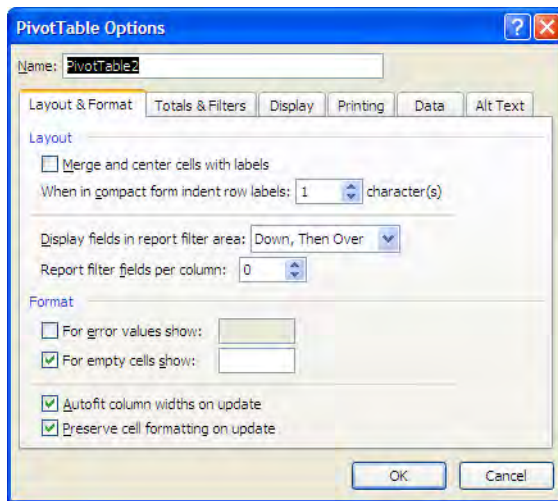 PivotTable Options
Name: PivotTable2
Layout & Format Totals & Filters Display Printing Data Alt Text
Layout
Merge and center cells with labels
When in compact form indent row labels: 1 character(s)
Display fields in report filter area: Down, Then Over
Report filter fields per column: 0
Format
For error values show:
For empty cells show:
Autofit column widths on update
Preserve cell formatting on update
OK Cancel